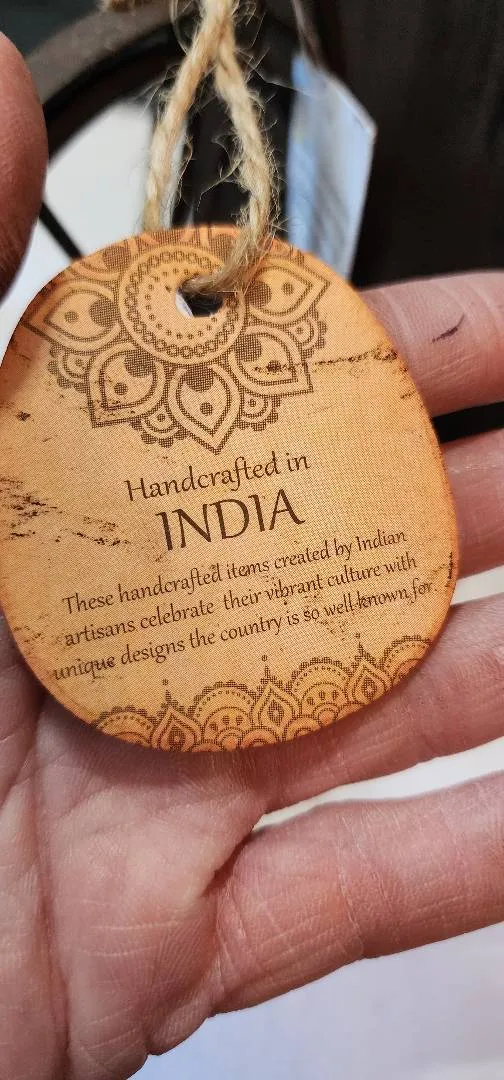 Handcrafted in
INDIA
These handcrafted items created by Indian
artisans celebrate their vibrant culture with
unique designs the country is so well known for.